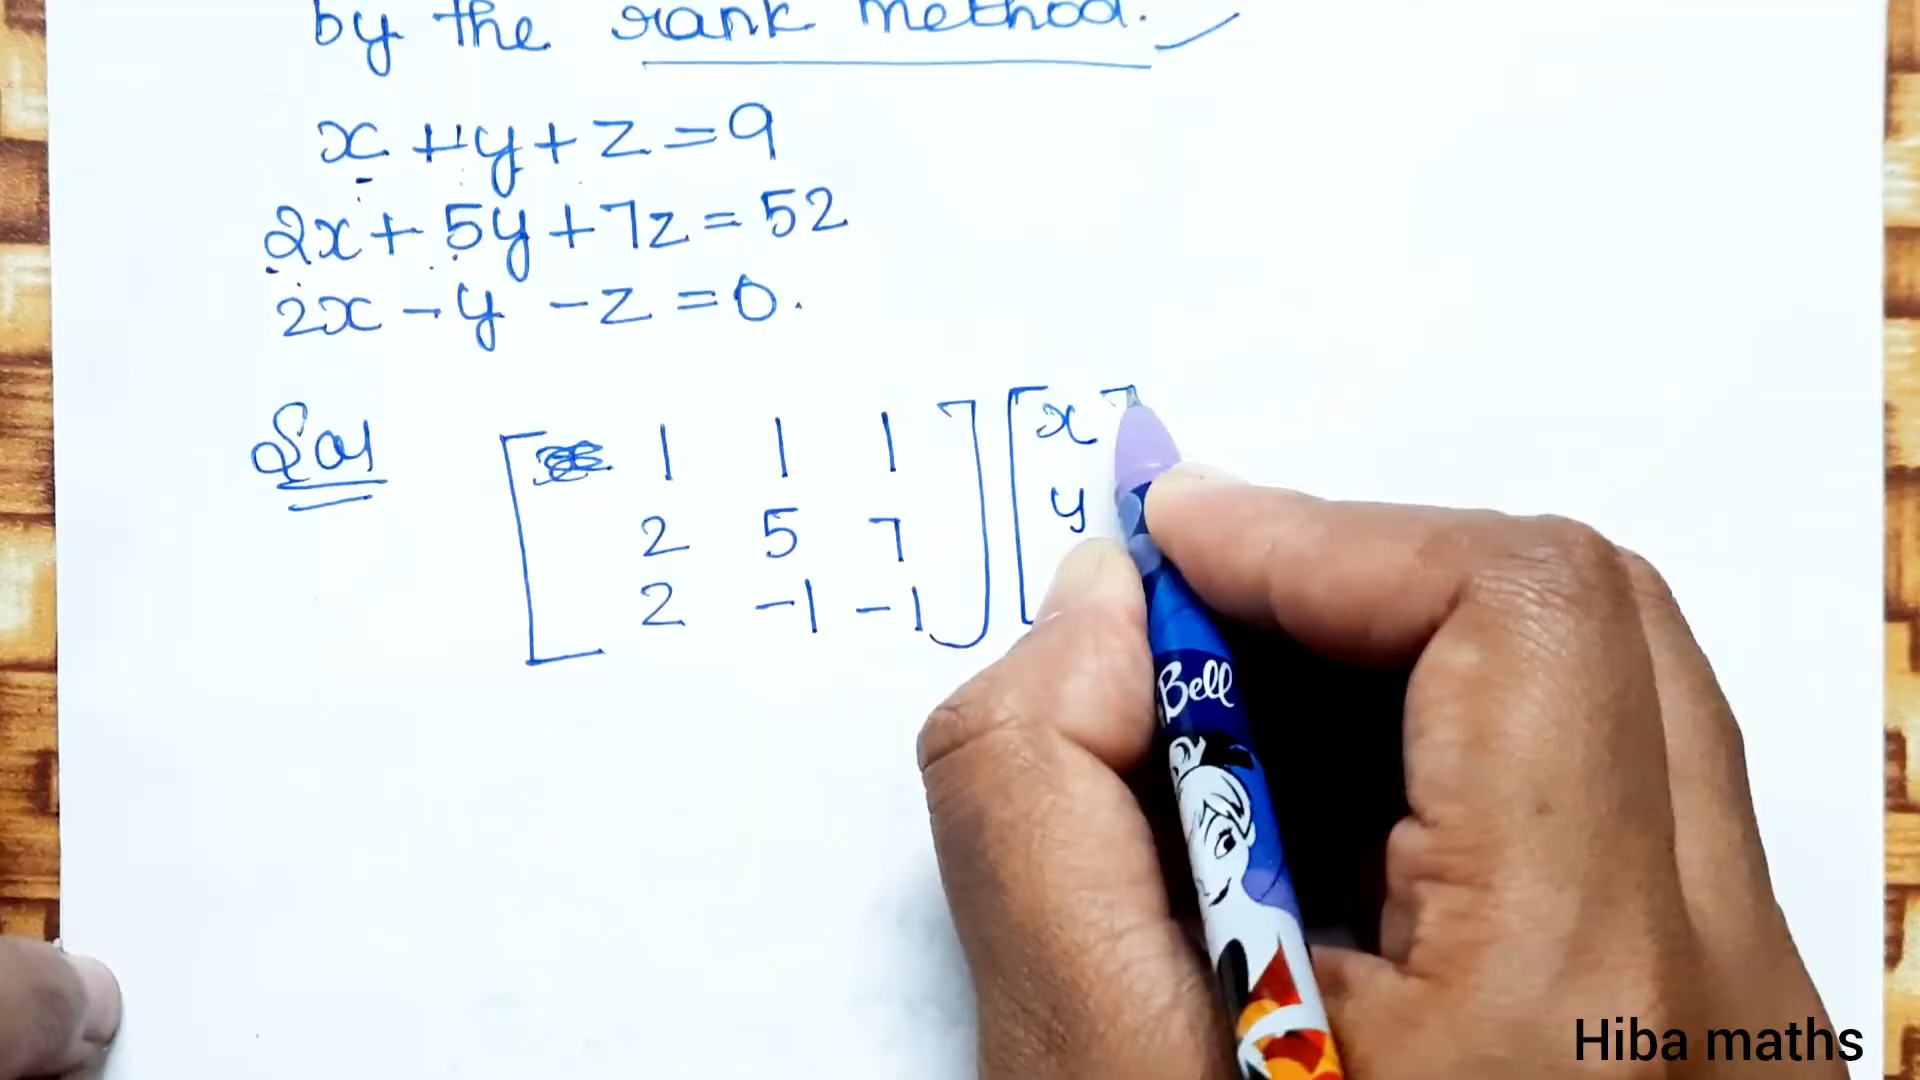 by the rank method.
x + y + z = 9
2x + 5y + 7z = 52
2x - y - z = 0.
Sol
1 1 1
2 5 7
2 -1 -1
x
y
Bell
Hiba maths